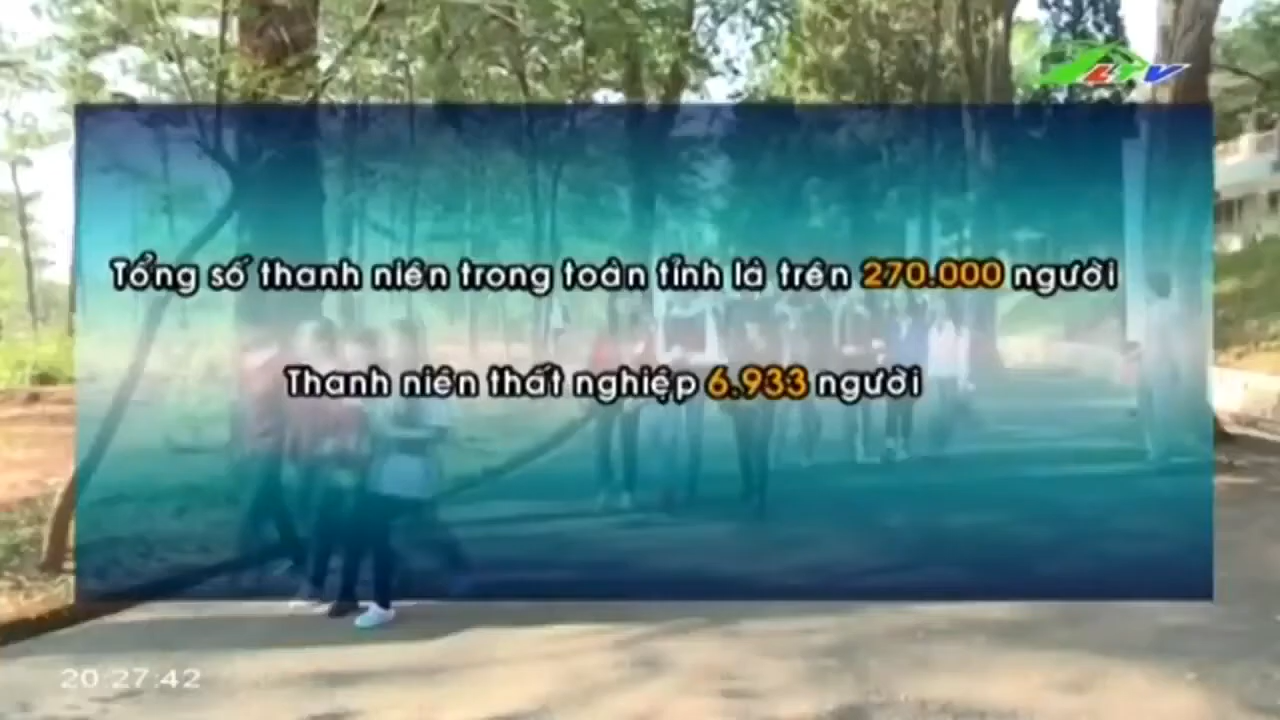 LTV
Tổng số thanh niên trong toàn tỉnh là trên 270.000 người
Thanh niên thất nghiệp 6.933 người
20:27:42